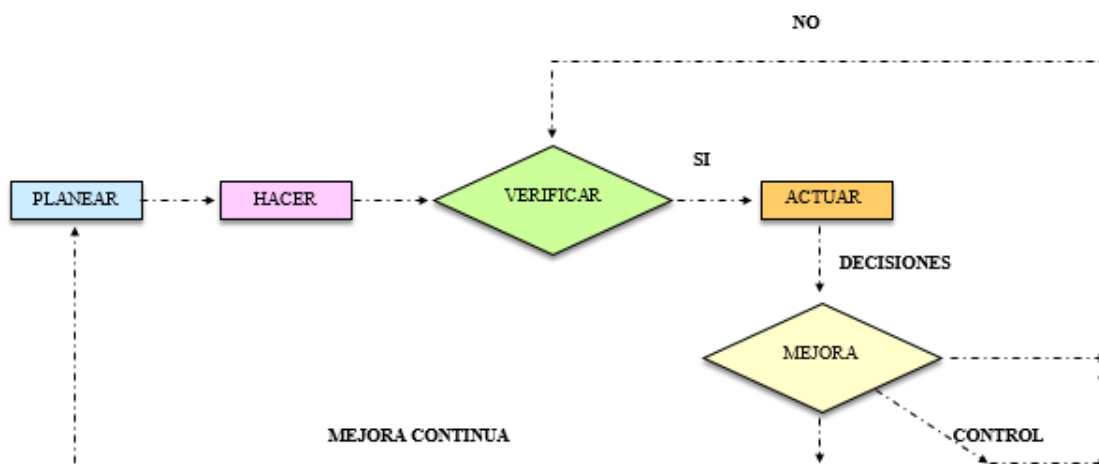 NO
SI
PLANEAR
HACER
VERIFICAR
ACTUAR
DECISIONES
MEJORA
MEJORA CONTINUA
CONTROL